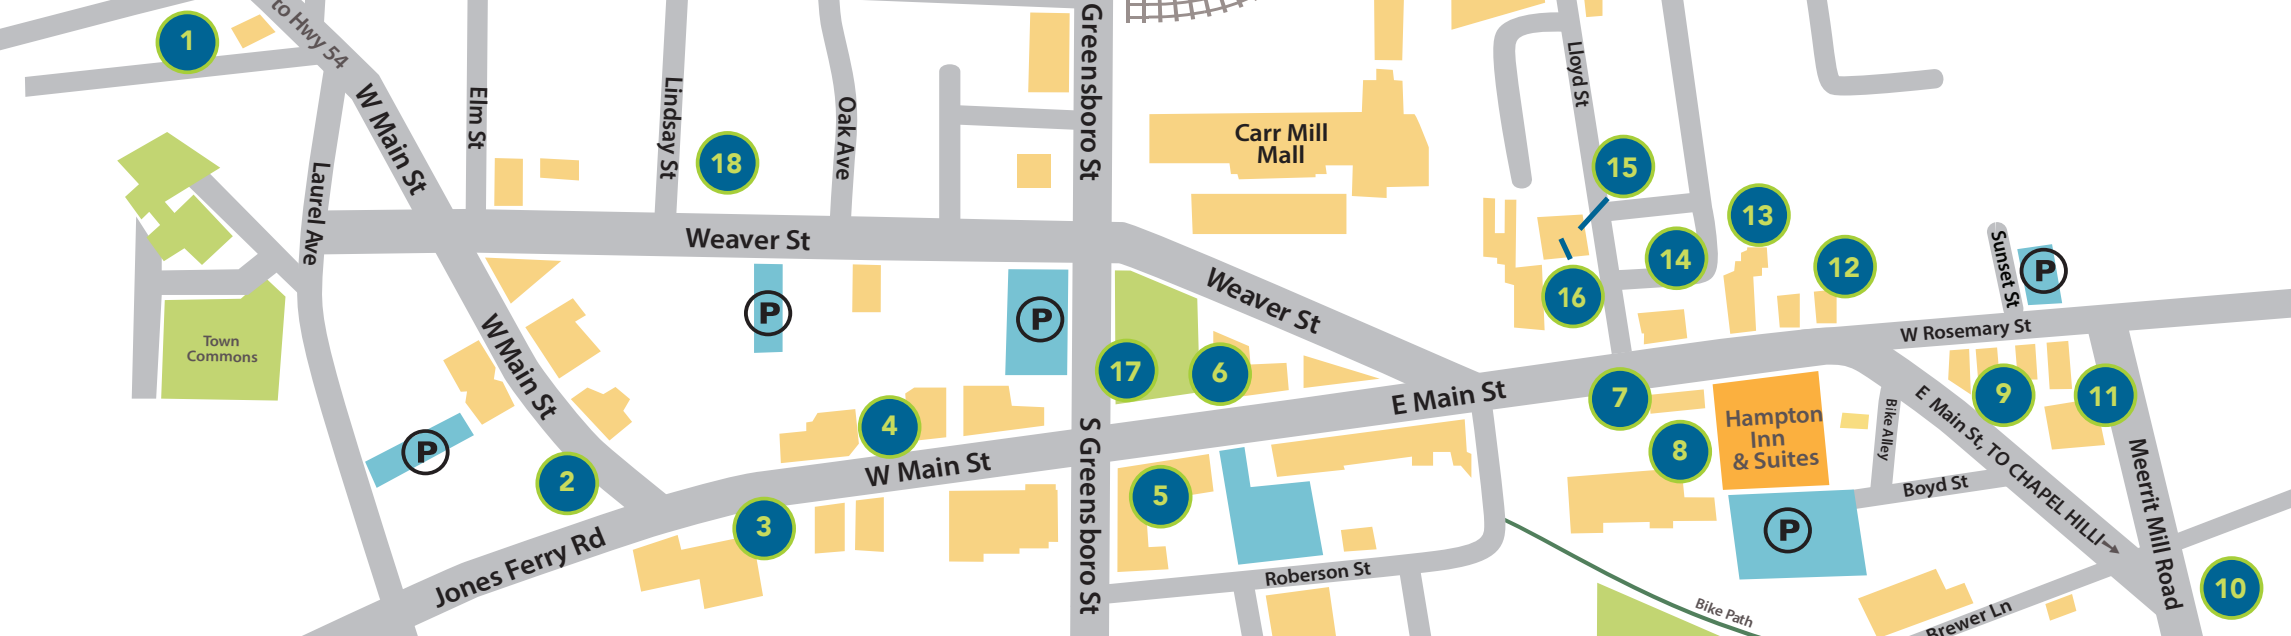 to Hwy 54
1
W Main St
Elm St
Lindsay St
18
Oak Ave
Greensboro St
Carr Mill
Mall
Lloyd St
15
13
14
12
16
Laurel Ave
Weaver St
Weaver St
Sunset St
P
W Rosemary St
Town
Commons
W Main St
P
P
17
6
E Main St
7
Hampton
Inn
& Suites
8
Bike Alley
9
11
E Main St, TO CHAPEL HILLl
Meerrit Mill Road
P
2
3
4
W Main St
S Greensboro St
5
Jones Ferry Rd
Roberson St
Bike Path
P
Boyd St
Brewer Ln
10